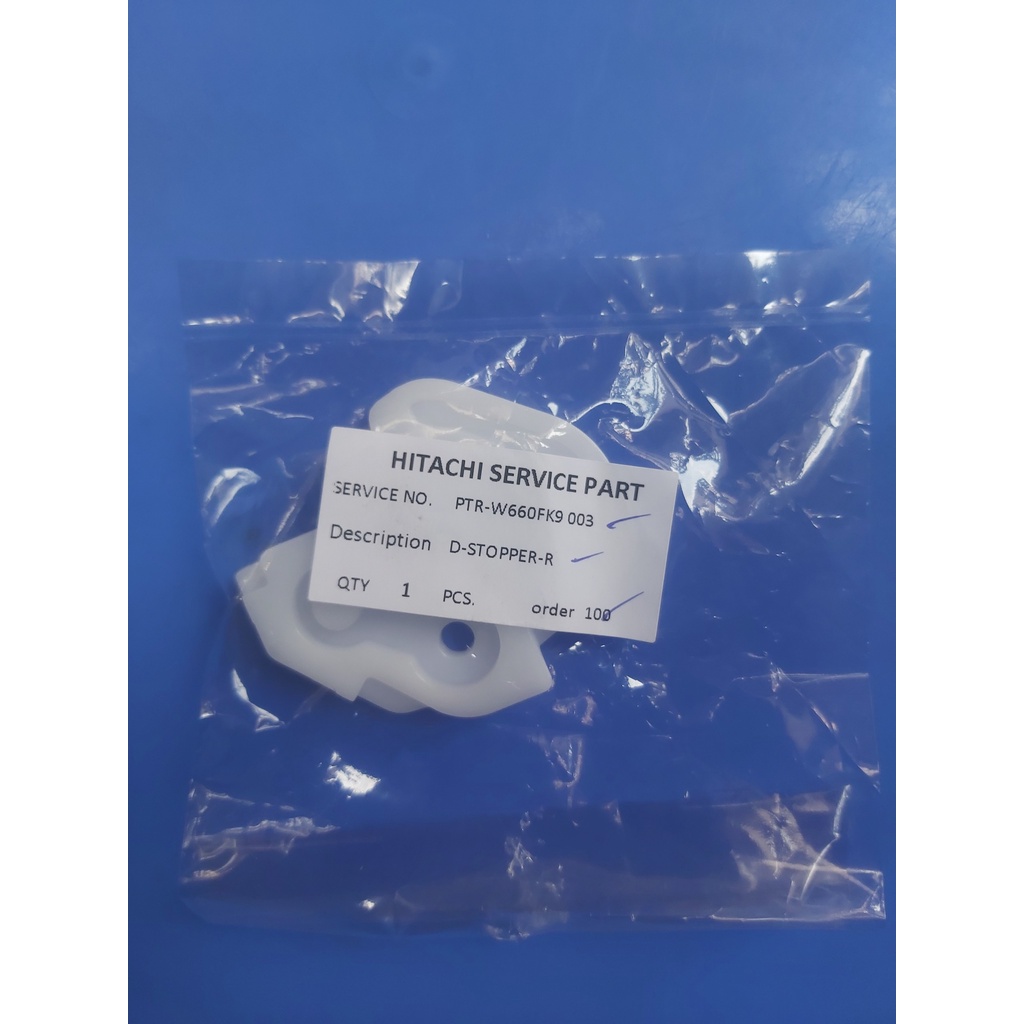 HITACHI SERVICE PART
SERVICE NO. PTR-W660FK9 003
Description D-STOPPER-R
QTY 1 PCS. order 100